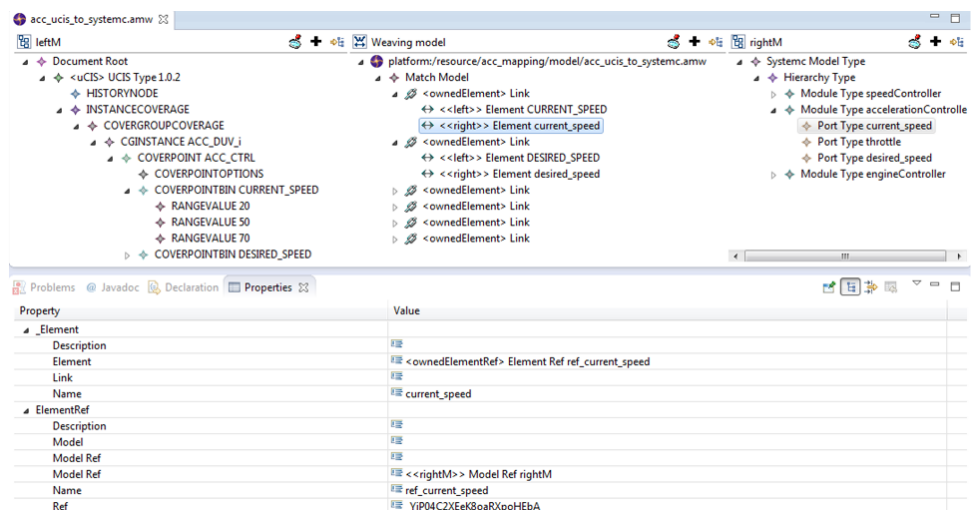 acc_ucis_to_systemc.amw
leftM
Document Root
<uCIS> UCIS Type 1.0.2
HISTORYNODE
INSTANCECOVERAGE
COVERGROUPCOVERAGE
CGINSTANCE ACC_DUV_i
COVERPOINT ACC_CTRL
COVERPOINTOPTIONS
COVERPOINTBIN CURRENT_SPEED
RANGEVALUE 20
RANGEVALUE 50
RANGEVALUE 70
COVERPOINTBIN DESIRED_SPEED
Weaving model
platform:/resource/acc_mapping/model/acc_ucis_to_systemc.amw
Match Model
<ownedElement> Link
<<left>> Element CURRENT_SPEED
<<right>> Element current_speed
<ownedElement> Link
<<left>> Element DESIRED_SPEED
<<right>> Element desired_speed
<ownedElement> Link
<ownedElement> Link
<ownedElement> Link
<ownedElement> Link
rightM
Systemc Model Type
Hierarchy Type
Module Type speedController
Module Type accelerationControlle
Port Type current_speed
Port Type throttle
Port Type desired_speed
Module Type engineController
Problems @ Javadoc Declaration Properties
Property Value
_Element
Description
Element <ownedElementRef> Element Ref ref_current_speed
Link
Name current_speed
ElementRef
Description
Model
Model Ref
Model Ref <<rightM>> Model Ref rightM
Name ref_current_speed
Ref _YiP04C2XEeK8oaRXpoHEbA